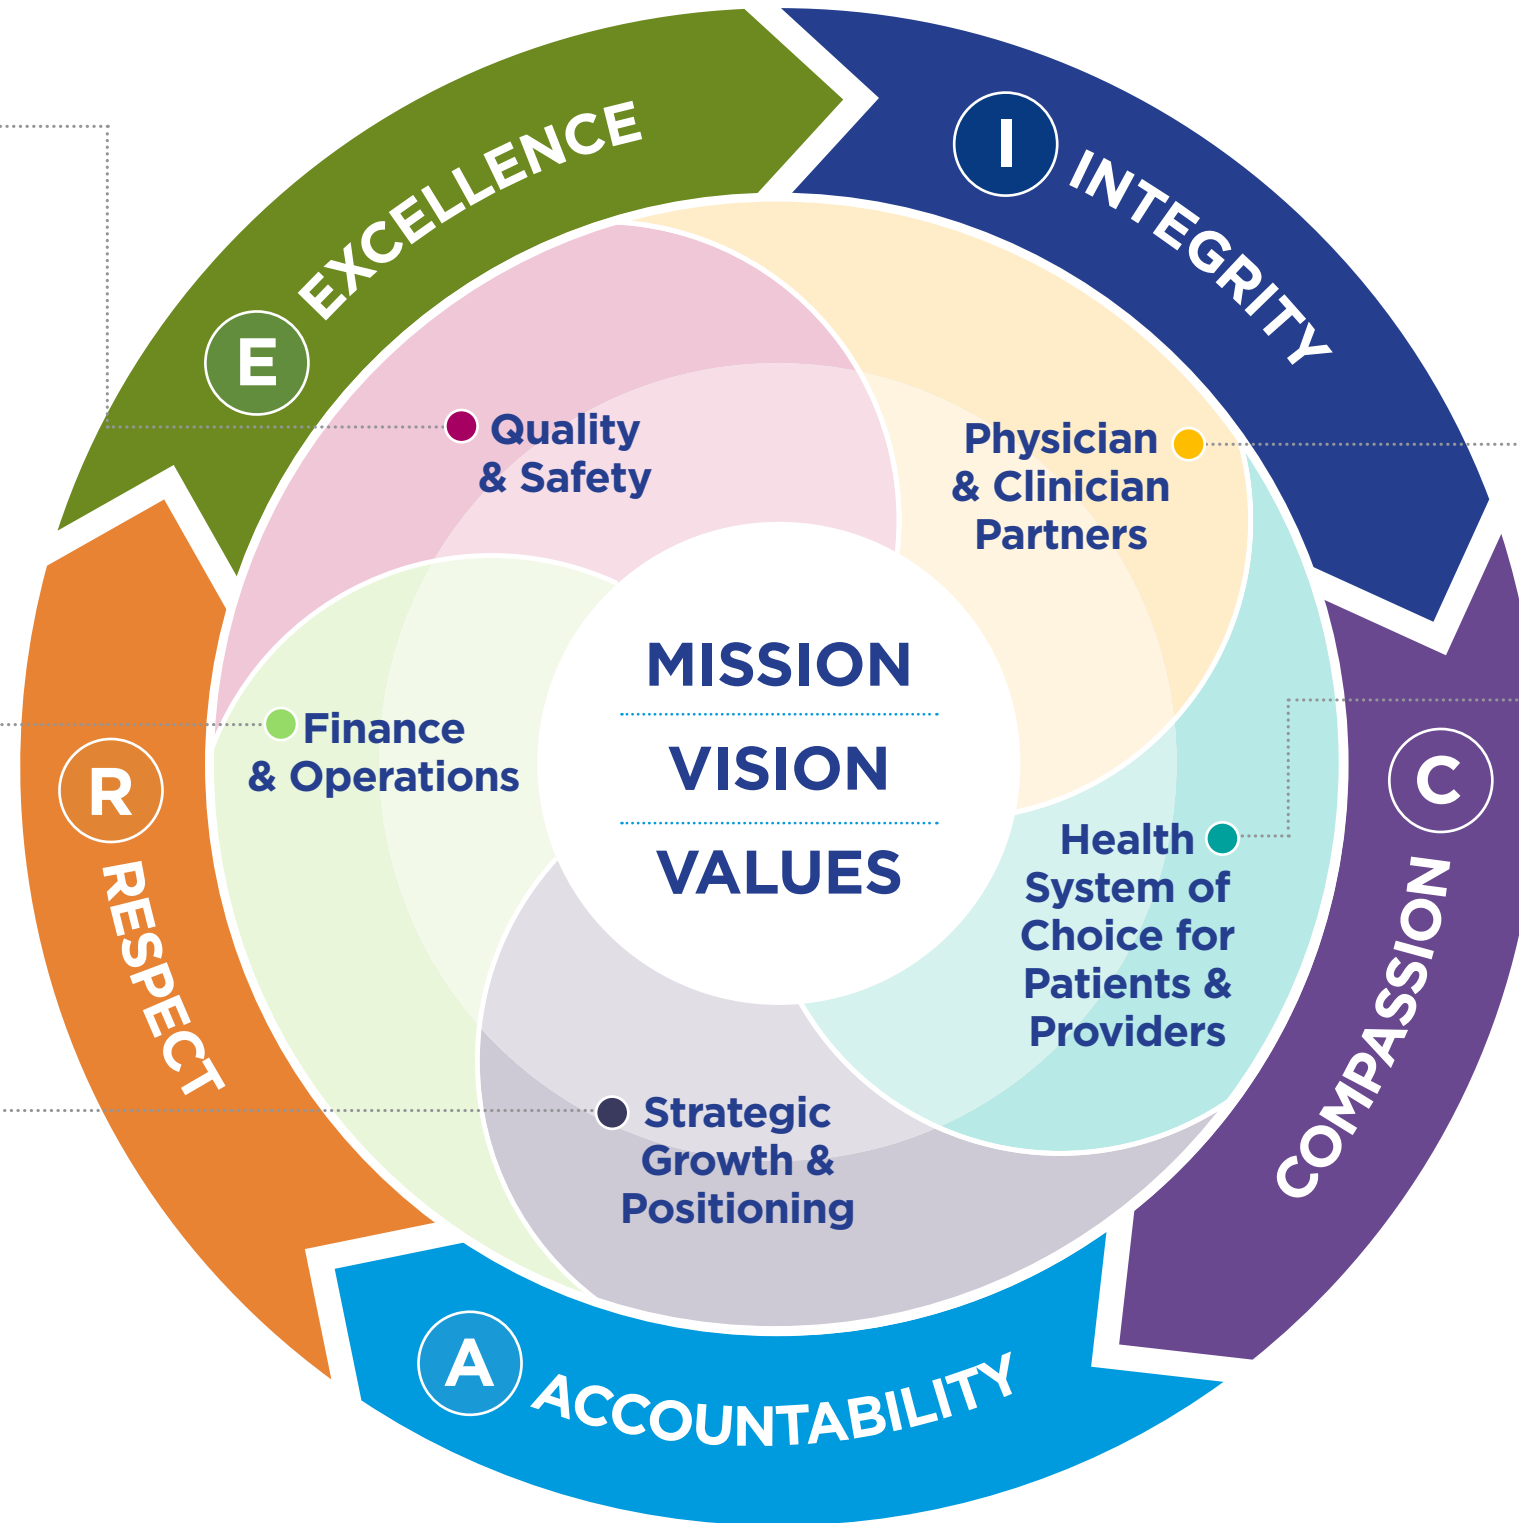 I INTEGRITY
C COMPASSION
A ACCOUNTABILITY
R RESPECT
E EXCELLENCE
Quality
& Safety
Physician
& Clinician
Partners
Health
System of
Choice for
Patients &
Providers
Strategic
Growth &
Positioning
Finance
& Operations
MISSION
VISION
VALUES